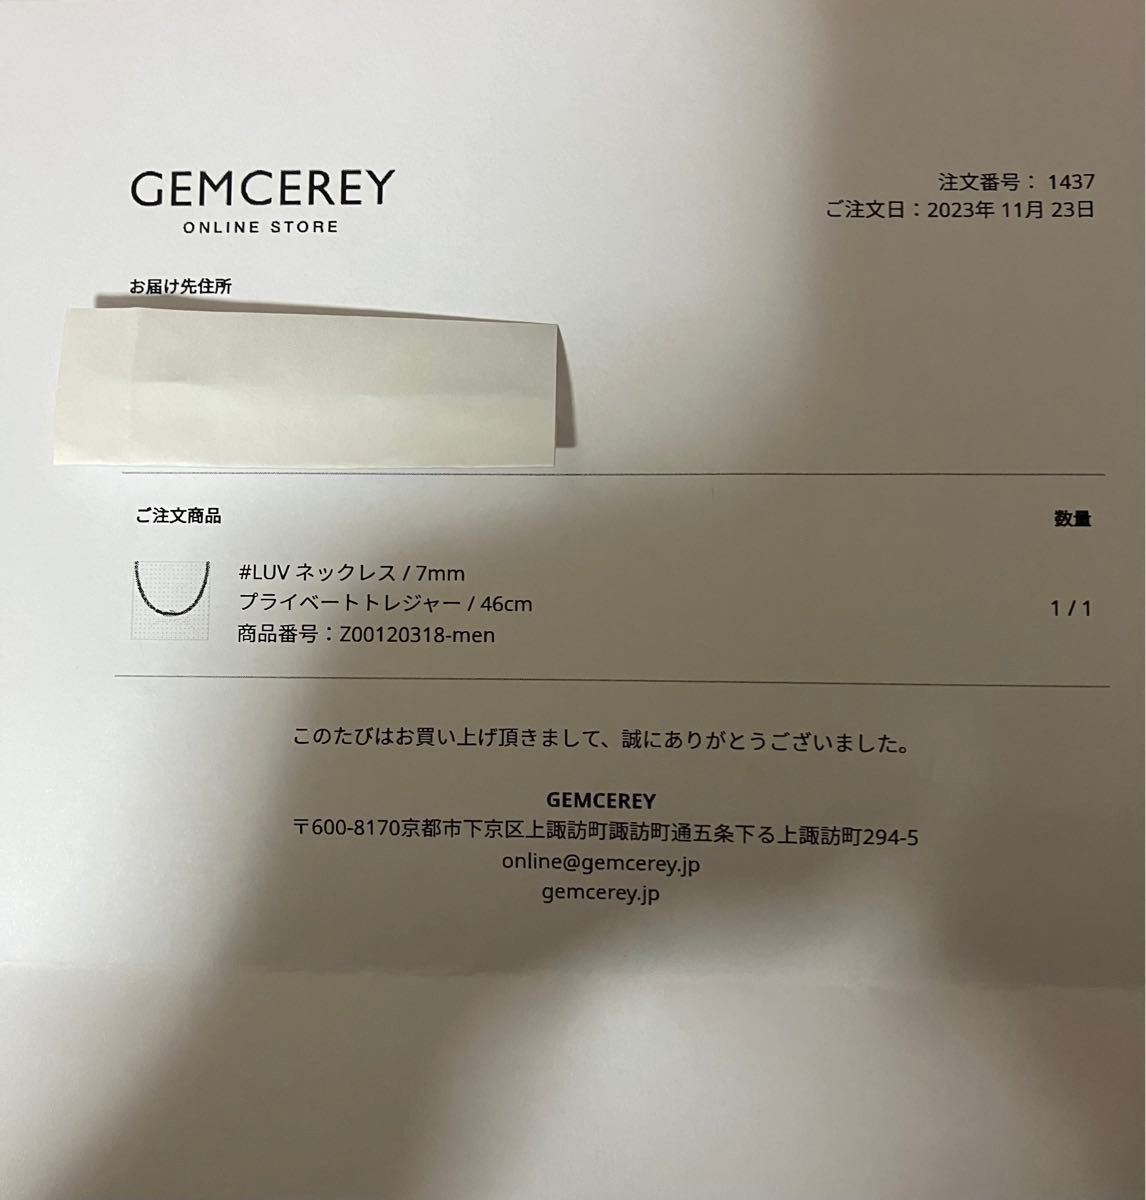 GEMCEREY
ONLINE STORE
注文番号： 1437
ご注文日：2023年 11月 23日
お届け先住所
ご注文商品
数量
#LUV ネックレス / 7mm
プライベートトレジャー / 46cm
商品番号：Z00120318-men
1 / 1
このたびはお買い上げ頂きまして、誠にありがとうございました。
GEMCEREY
〒600-8170京都市下京区上諏訪町諏訪町通五条下る上諏訪町294-5
online@gemcerey.jp
gemcerey.jp